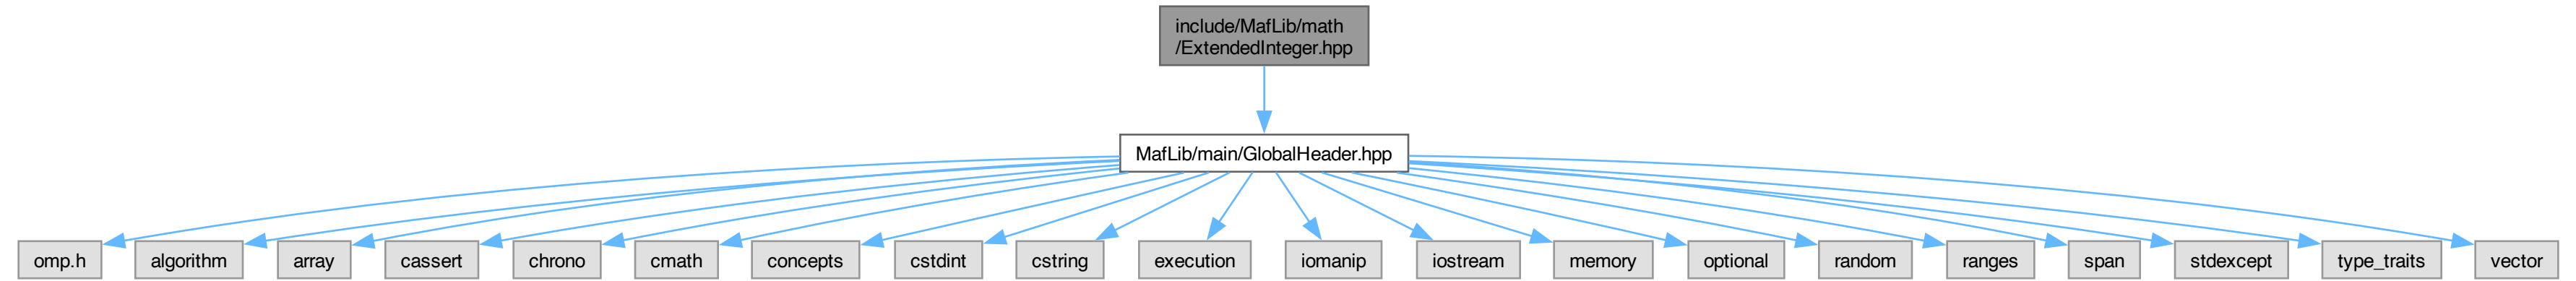 include/MafLib/math
/ExtendedInteger.hpp
MafLib/main/GlobalHeader.hpp
omp.h
algorithm
array
cassert
chrono
cmath
concepts
cstdint
cstring
execution
iomanip
iostream
memory
optional
random
ranges
span
stdexcept
type_traits
vector